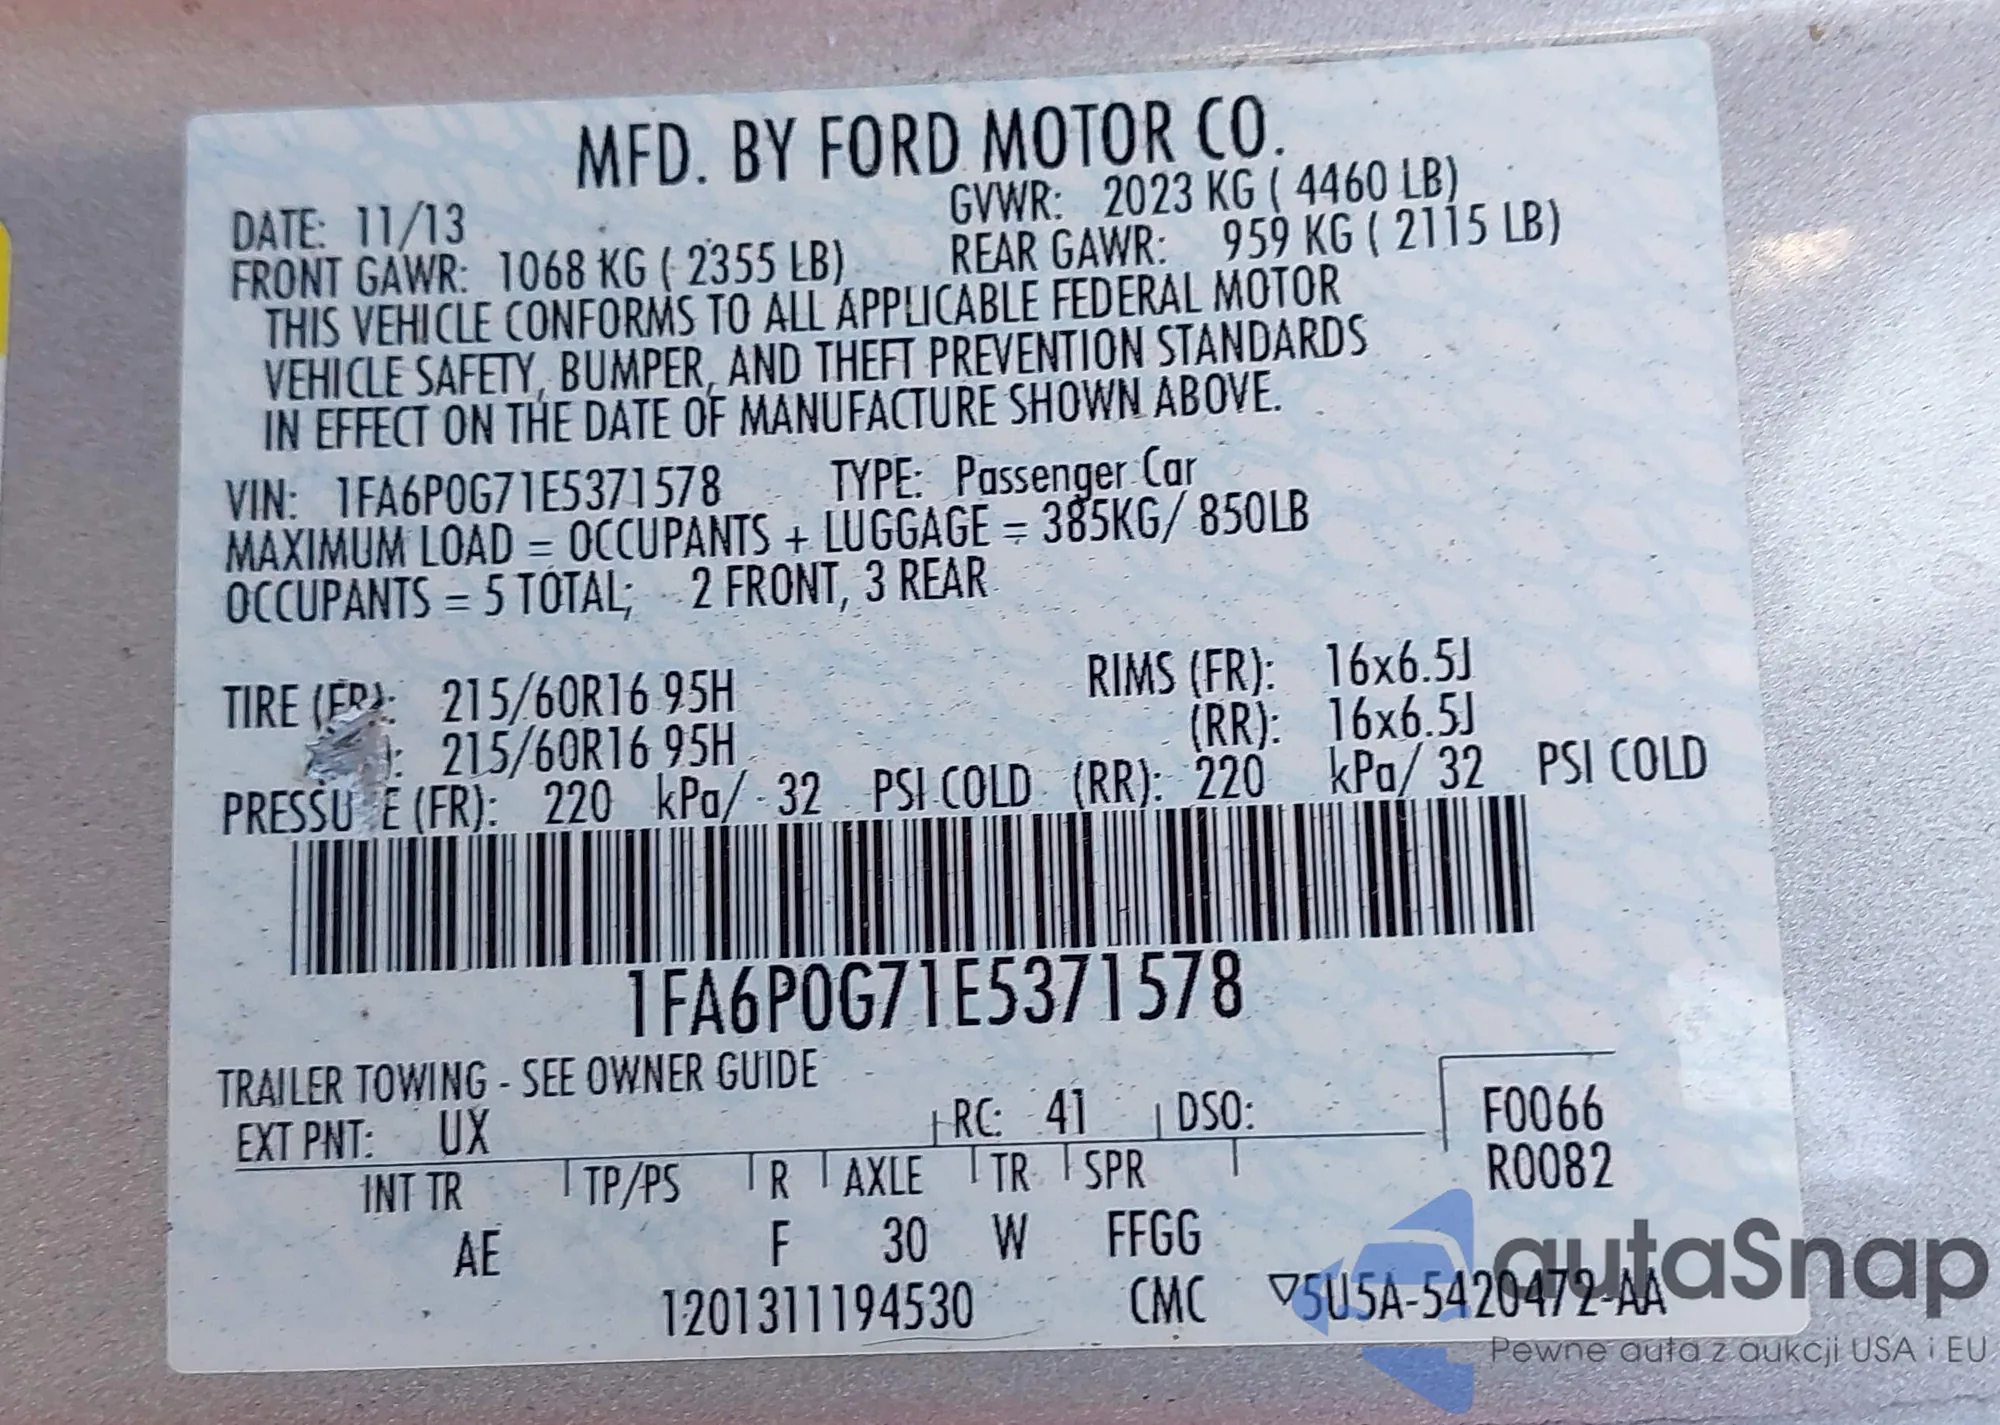 MFD. BY FORD MOTOR CO.
DATE: 11/13 GVWR: 2023 KG ( 4460 LB)
FRONT GAWR: 1068 KG ( 2355 LB) REAR GAWR: 959 KG ( 2115 LB)
THIS VEHICLE CONFORMS TO ALL APPLICABLE FEDERAL MOTOR
VEHICLE SAFETY, BUMPER, AND THEFT PREVENTION STANDARDS
IN EFFECT ON THE DATE OF MANUFACTURE SHOWN ABOVE.
VIN: 1FA6P0G71E5371578 TYPE: Passenger Car
MAXIMUM LOAD = OCCUPANTS + LUGGAGE = 385KG/ 850LB
OCCUPANTS = 5 TOTAL; 2 FRONT, 3 REAR
TIRE (FR): 215/60R16 95H RIMS (FR): 16x6.5J
): 215/60R16 95H (RR): 16x6.5J
PRESSU E (FR): 220 kPa/ 32 PSI COLD (RR): 220 kPa/ 32 PSI COLD
1FA6P0G71E5371578
TRAILER TOWING - SEE OWNER GUIDE
EXT PNT: UX RC: 41 DSO: F0066
R0082
INT TR TP/PS R AXLE TR SPR
AE F 30 W FFGG
1201311194530 CMC ▽5U5A-5420472-AA
autaSnap
Pewne auta z aukcji USA i EU